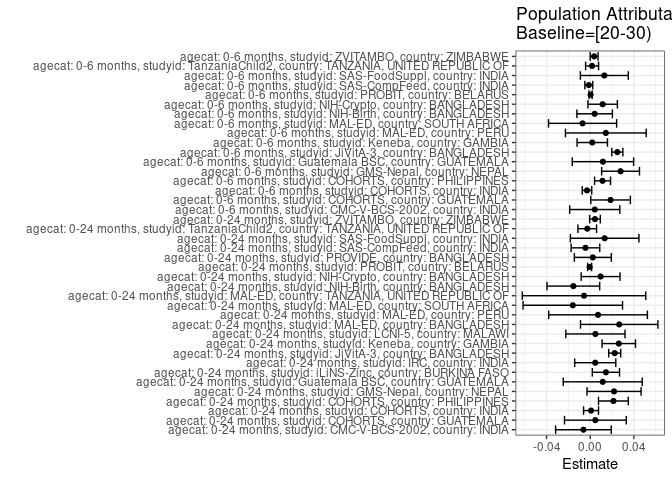 Population Attributa
Baseline=[20-30)
agecat: 0-6 months, studyid: ZVITAMBO, country: ZIMBABWE
agecat: 0-6 months, studyid: TanzaniaChild2, country: TANZANIA, UNITED REPUBLIC OF
agecat: 0-6 months, studyid: SAS-FoodSuppl, country: INDIA
agecat: 0-6 months, studyid: SAS-CompFeed, country: INDIA
agecat: 0-6 months, studyid: PROBIT, country: BELARUS
agecat: 0-6 months, studyid: NIH-Crypto, country: BANGLADESH
agecat: 0-6 months, studyid: NIH-Birth, country: BANGLADESH
agecat: 0-6 months, studyid: MAL-ED, country: SOUTH AFRICA
agecat: 0-6 months, studyid: MAL-ED, country: PERU
agecat: 0-6 months, studyid: Keneba, country: GAMBIA
agecat: 0-6 months, studyid: JiVitA-3, country: BANGLADESH
agecat: 0-6 months, studyid: Guatemala BSC, country: GUATEMALA
agecat: 0-6 months, studyid: GMS-Nepal, country: NEPAL
agecat: 0-6 months, studyid: COHORTS, country: PHILIPPINES
agecat: 0-6 months, studyid: COHORTS, country: INDIA
agecat: 0-6 months, studyid: COHORTS, country: GUATEMALA
agecat: 0-6 months, studyid: CMC-V-BCS-2002, country: INDIA
agecat: 0-24 months, studyid: ZVITAMBO, country: ZIMBABWE
agecat: 0-24 months, studyid: TanzaniaChild2, country: TANZANIA, UNITED REPUBLIC OF
agecat: 0-24 months, studyid: SAS-FoodSuppl, country: INDIA
agecat: 0-24 months, studyid: SAS-CompFeed, country: INDIA
agecat: 0-24 months, studyid: PROVIDE, country: BANGLADESH
agecat: 0-24 months, studyid: PROBIT, country: BELARUS
agecat: 0-24 months, studyid: NIH-Crypto, country: BANGLADESH
agecat: 0-24 months, studyid: NIH-Birth, country: BANGLADESH
agecat: 0-24 months, studyid: MAL-ED, country: TANZANIA, UNITED REPUBLIC OF
agecat: 0-24 months, studyid: MAL-ED, country: SOUTH AFRICA
agecat: 0-24 months, studyid: MAL-ED, country: PERU
agecat: 0-24 months, studyid: MAL-ED, country: BANGLADESH
agecat: 0-24 months, studyid: LCNI-5, country: MALAWI
agecat: 0-24 months, studyid: Keneba, country: GAMBIA
agecat: 0-24 months, studyid: JiVitA-3, country: BANGLADESH
agecat: 0-24 months, studyid: IRC, country: INDIA
agecat: 0-24 months, studyid: iLiNS-Zinc, country: BURKINA FASO
agecat: 0-24 months, studyid: Guatemala BSC, country: GUATEMALA
agecat: 0-24 months, studyid: GMS-Nepal, country: NEPAL
agecat: 0-24 months, studyid: COHORTS, country: PHILIPPINES
agecat: 0-24 months, studyid: COHORTS, country: INDIA
agecat: 0-24 months, studyid: COHORTS, country: GUATEMALA
agecat: 0-24 months, studyid: CMC-V-BCS-2002, country: INDIA
-0.04 0.00 0.04
Estimate